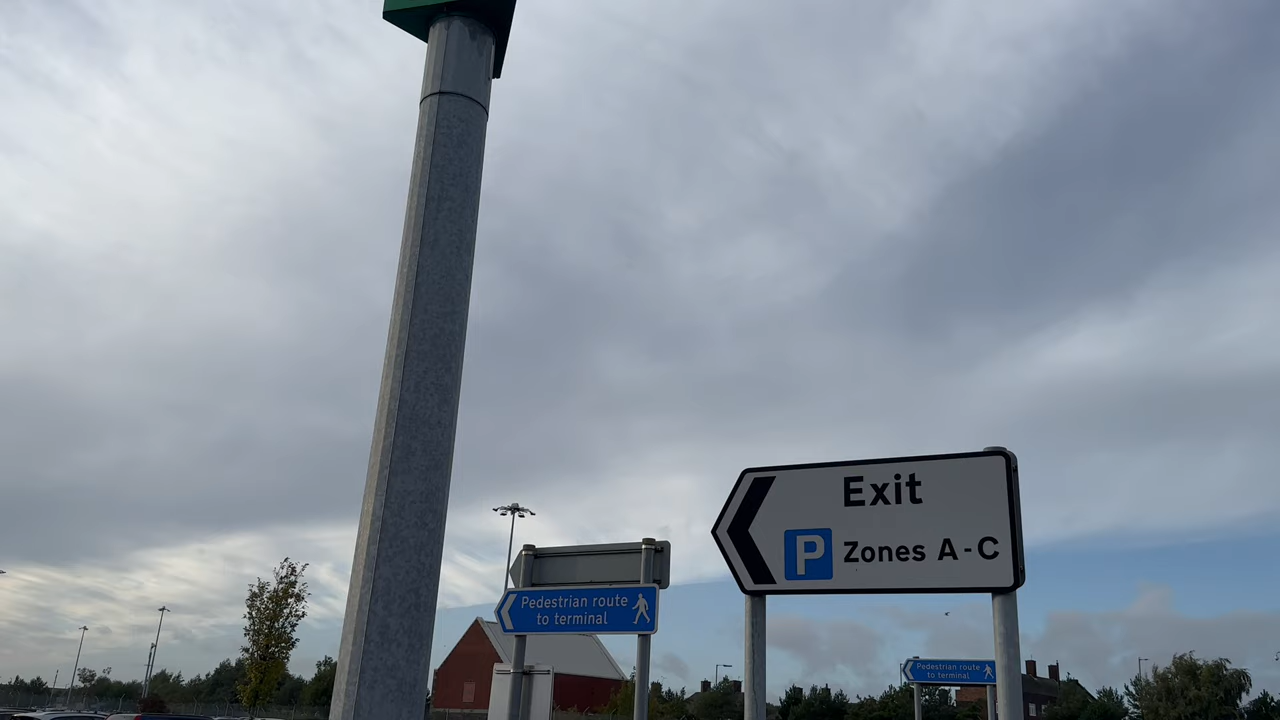 Exit
P Zones A - C
Pedestrian route
to terminal
Pedestrian route
to terminal